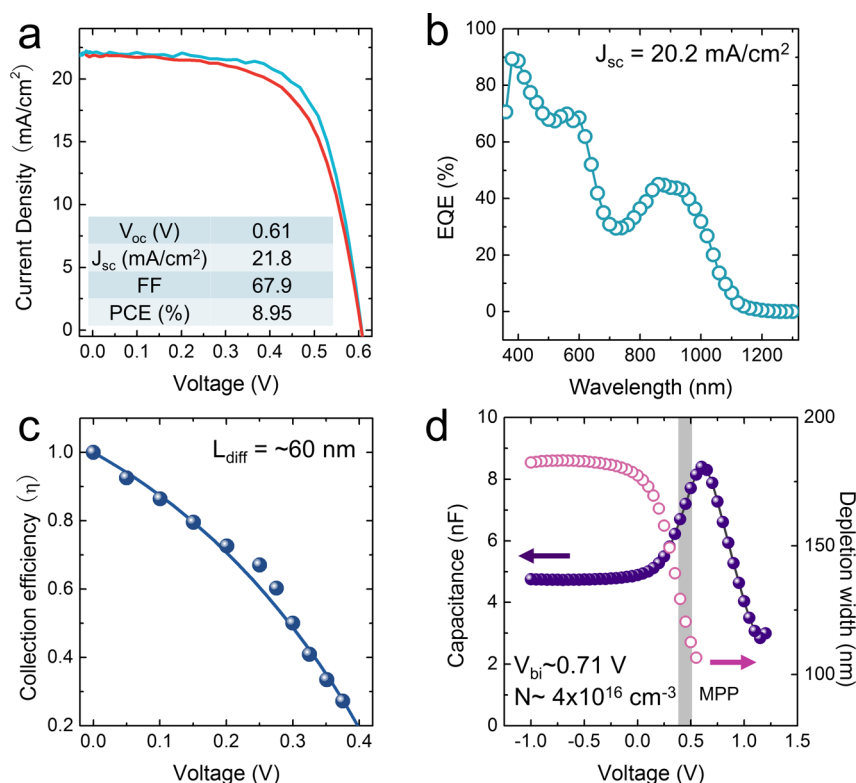 a
Current Density (mA/cm²)
20
15
10
5
0
V_oc (V) 0.61
J_sc (mA/cm²) 21.8
FF 67.9
PCE (%) 8.95
0.0 0.1 0.2 0.3 0.4 0.5 0.6
Voltage (V)
b
J_sc = 20.2 mA/cm²
EQE (%)
100
80
60
40
20
0
400 600 800 1000 1200
Wavelength (nm)
c
L_diff = ~60 nm
Collection efficiency (η)
1.0
0.8
0.6
0.4
0.2
0.0 0.1 0.2 0.3 0.4
Voltage (V)
d
Capacitance (nF)
10
8
6
4
2
0
200
150
100
Depletion width (nm)
V_bi~0.71 V
N~ 4x10¹⁶ cm⁻³
MPP
-1.0 -0.5 0.0 0.5 1.0 1.5
Voltage (V)